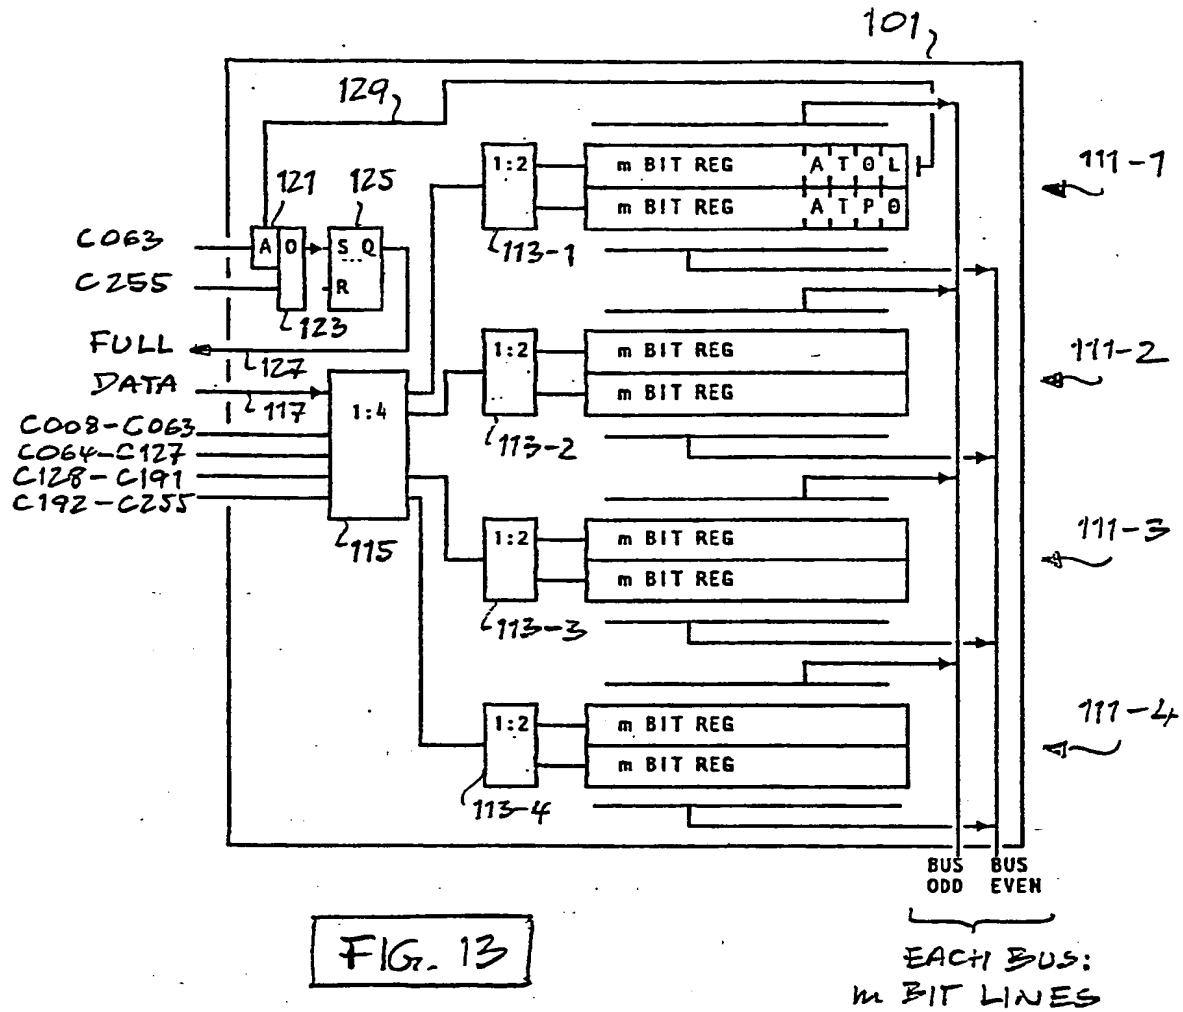 101
129
1:2
m BIT REG
A T 0 L
111-1
m BIT REG
A T P 0
121
125
113-1
C063
A
O
S Q
C255
R
123
FULL
127
1:2
m BIT REG
111-2
m BIT REG
DATA
117
1:4
113-2
C008-C063
C064-C127
C128-C191
C192-C255
115
1:2
m BIT REG
111-3
m BIT REG
113-3
1:2
m BIT REG
111-4
m BIT REG
113-4
BUS ODD
BUS EVEN
FIG. 13
EACH BUS:
m BIT LINES